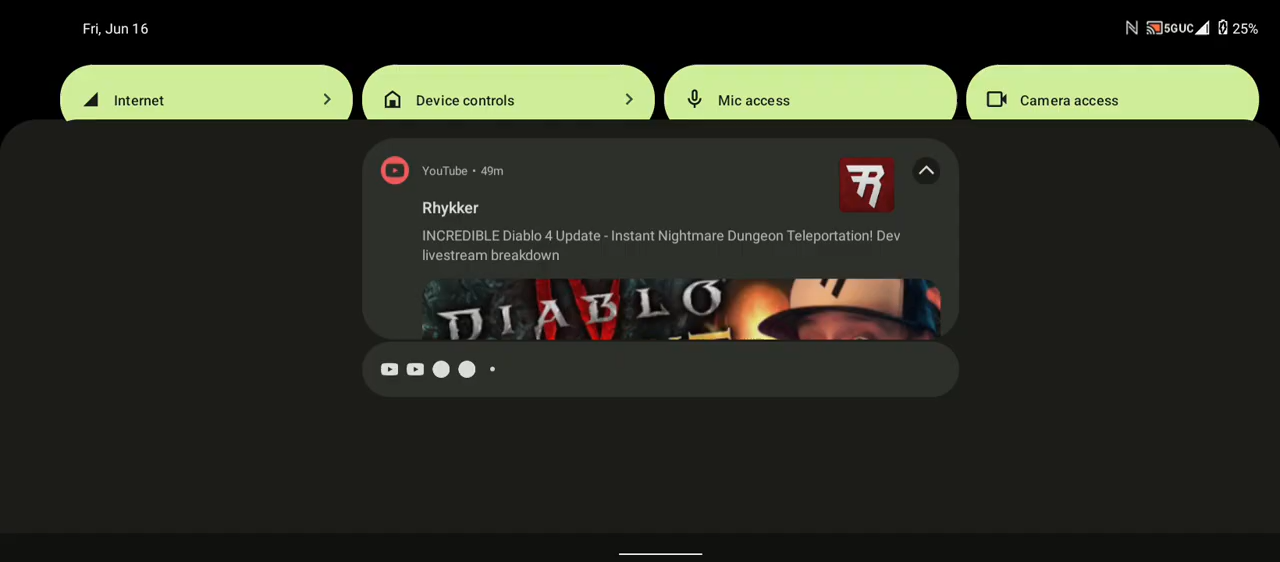 Fri, Jun 16
5GUC 25%
Internet
Device controls
Mic access
Camera access
YouTube • 49m
Rhykker
INCREDIBLE Diablo 4 Update - Instant Nightmare Dungeon Teleportation! Dev
livestream breakdown
DIABLO
IV